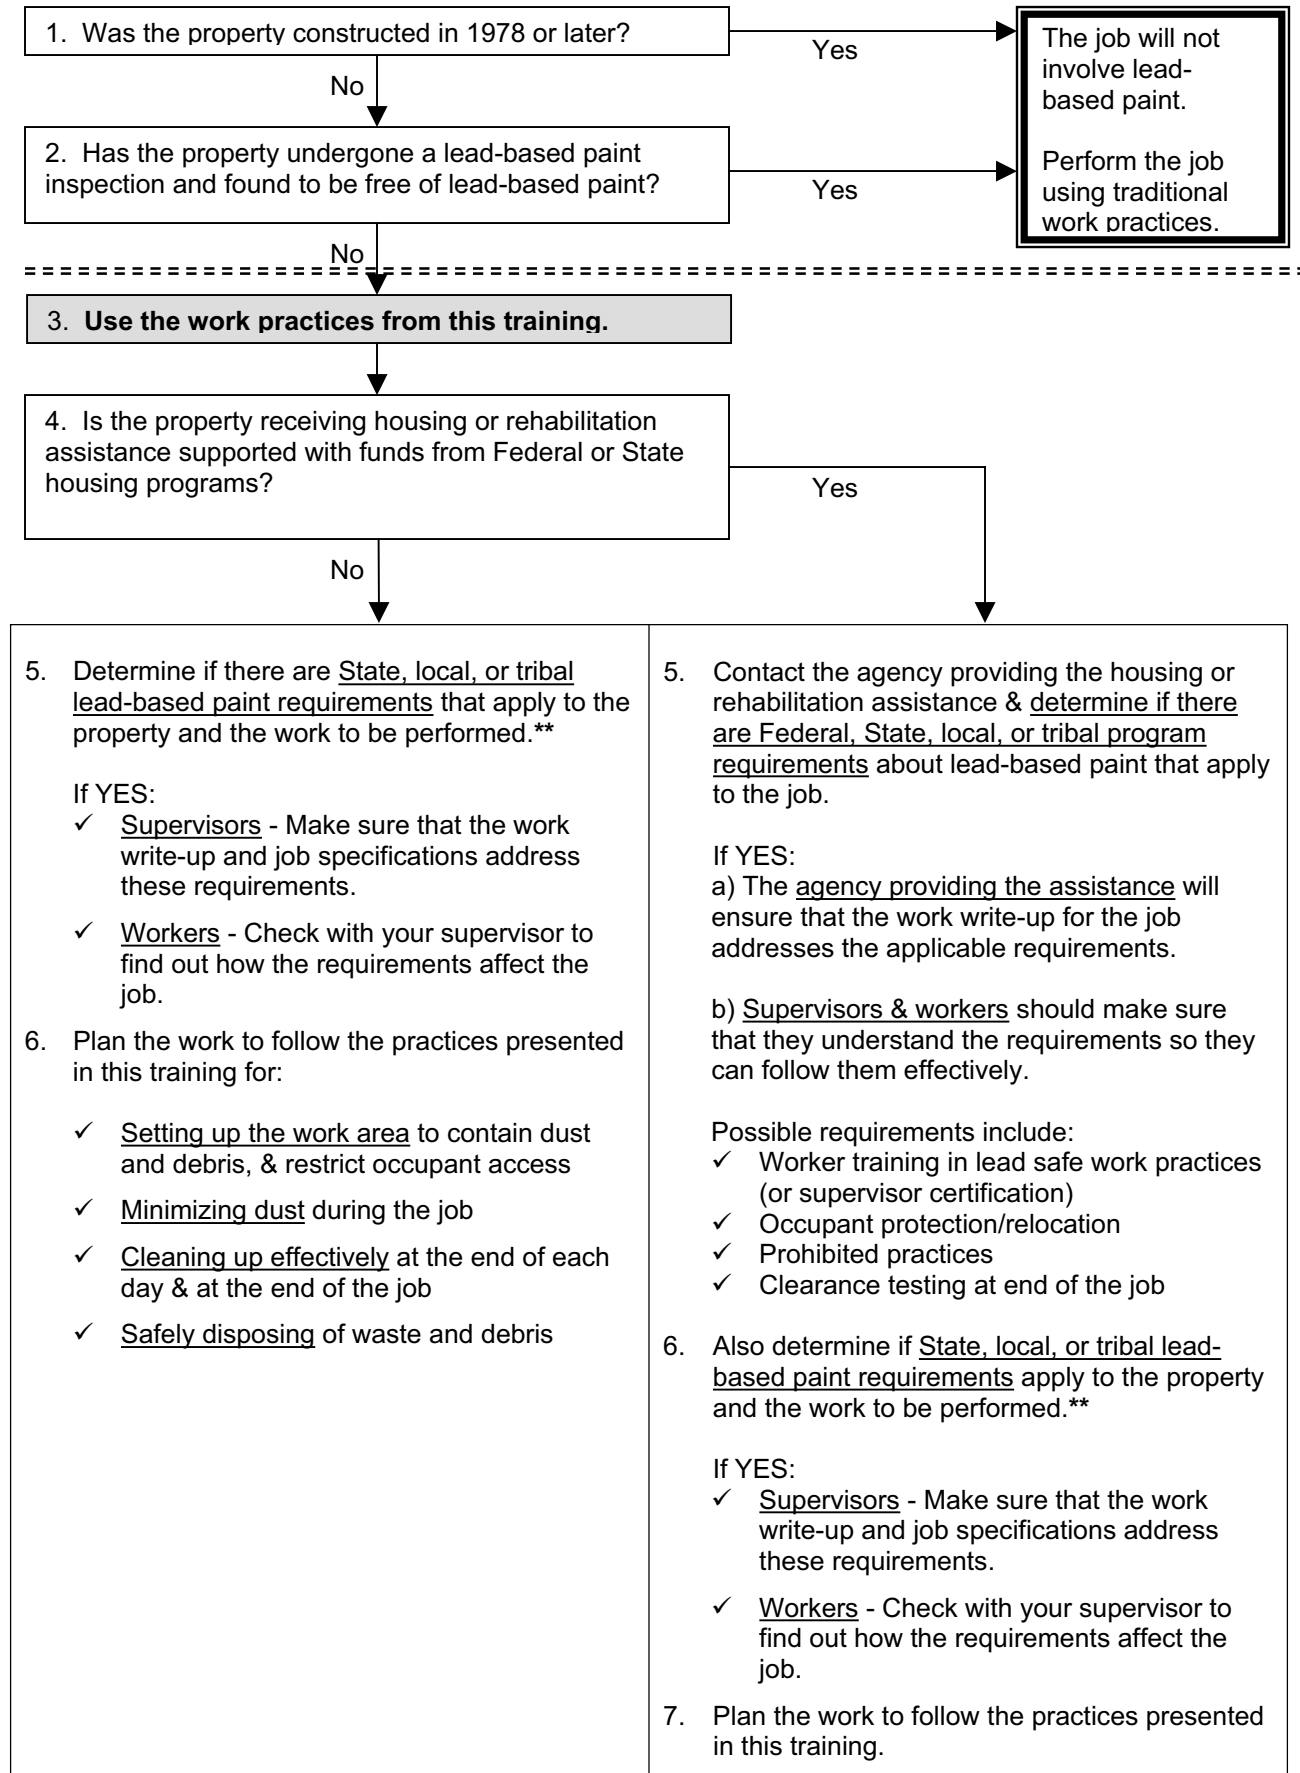 1. Was the property constructed in 1978 or later?
Yes
The job will not
involve lead-
based paint.
Perform the job
using traditional
work practices.
No
2. Has the property undergone a lead-based paint
inspection and found to be free of lead-based paint?
Yes
No
3. Use the work practices from this training.
4. Is the property receiving housing or rehabilitation
assistance supported with funds from Federal or State
housing programs?
Yes
No
5. Determine if there are State, local, or tribal
lead-based paint requirements that apply to the
property and the work to be performed.**
If YES:
✓ Supervisors - Make sure that the work
write-up and job specifications address
these requirements.
✓ Workers - Check with your supervisor to
find out how the requirements affect the
job.
6. Plan the work to follow the practices presented
in this training for:
✓ Setting up the work area to contain dust
and debris, & restrict occupant access
✓ Minimizing dust during the job
✓ Cleaning up effectively at the end of each
day & at the end of the job
✓ Safely disposing of waste and debris
5. Contact the agency providing the housing or
rehabilitation assistance & determine if there
are Federal, State, local, or tribal program
requirements about lead-based paint that apply
to the job.
If YES:
a) The agency providing the assistance will
ensure that the work write-up for the job
addresses the applicable requirements.
b) Supervisors & workers should make sure
that they understand the requirements so they
can follow them effectively.
Possible requirements include:
✓ Worker training in lead safe work practices
(or supervisor certification)
✓ Occupant protection/relocation
✓ Prohibited practices
✓ Clearance testing at end of the job
6. Also determine if State, local, or tribal lead-
based paint requirements apply to the property
and the work to be performed.**
If YES:
✓ Supervisors - Make sure that the work
write-up and job specifications address
these requirements.
✓ Workers - Check with your supervisor to
find out how the requirements affect the
job.
7. Plan the work to follow the practices presented
in this training.